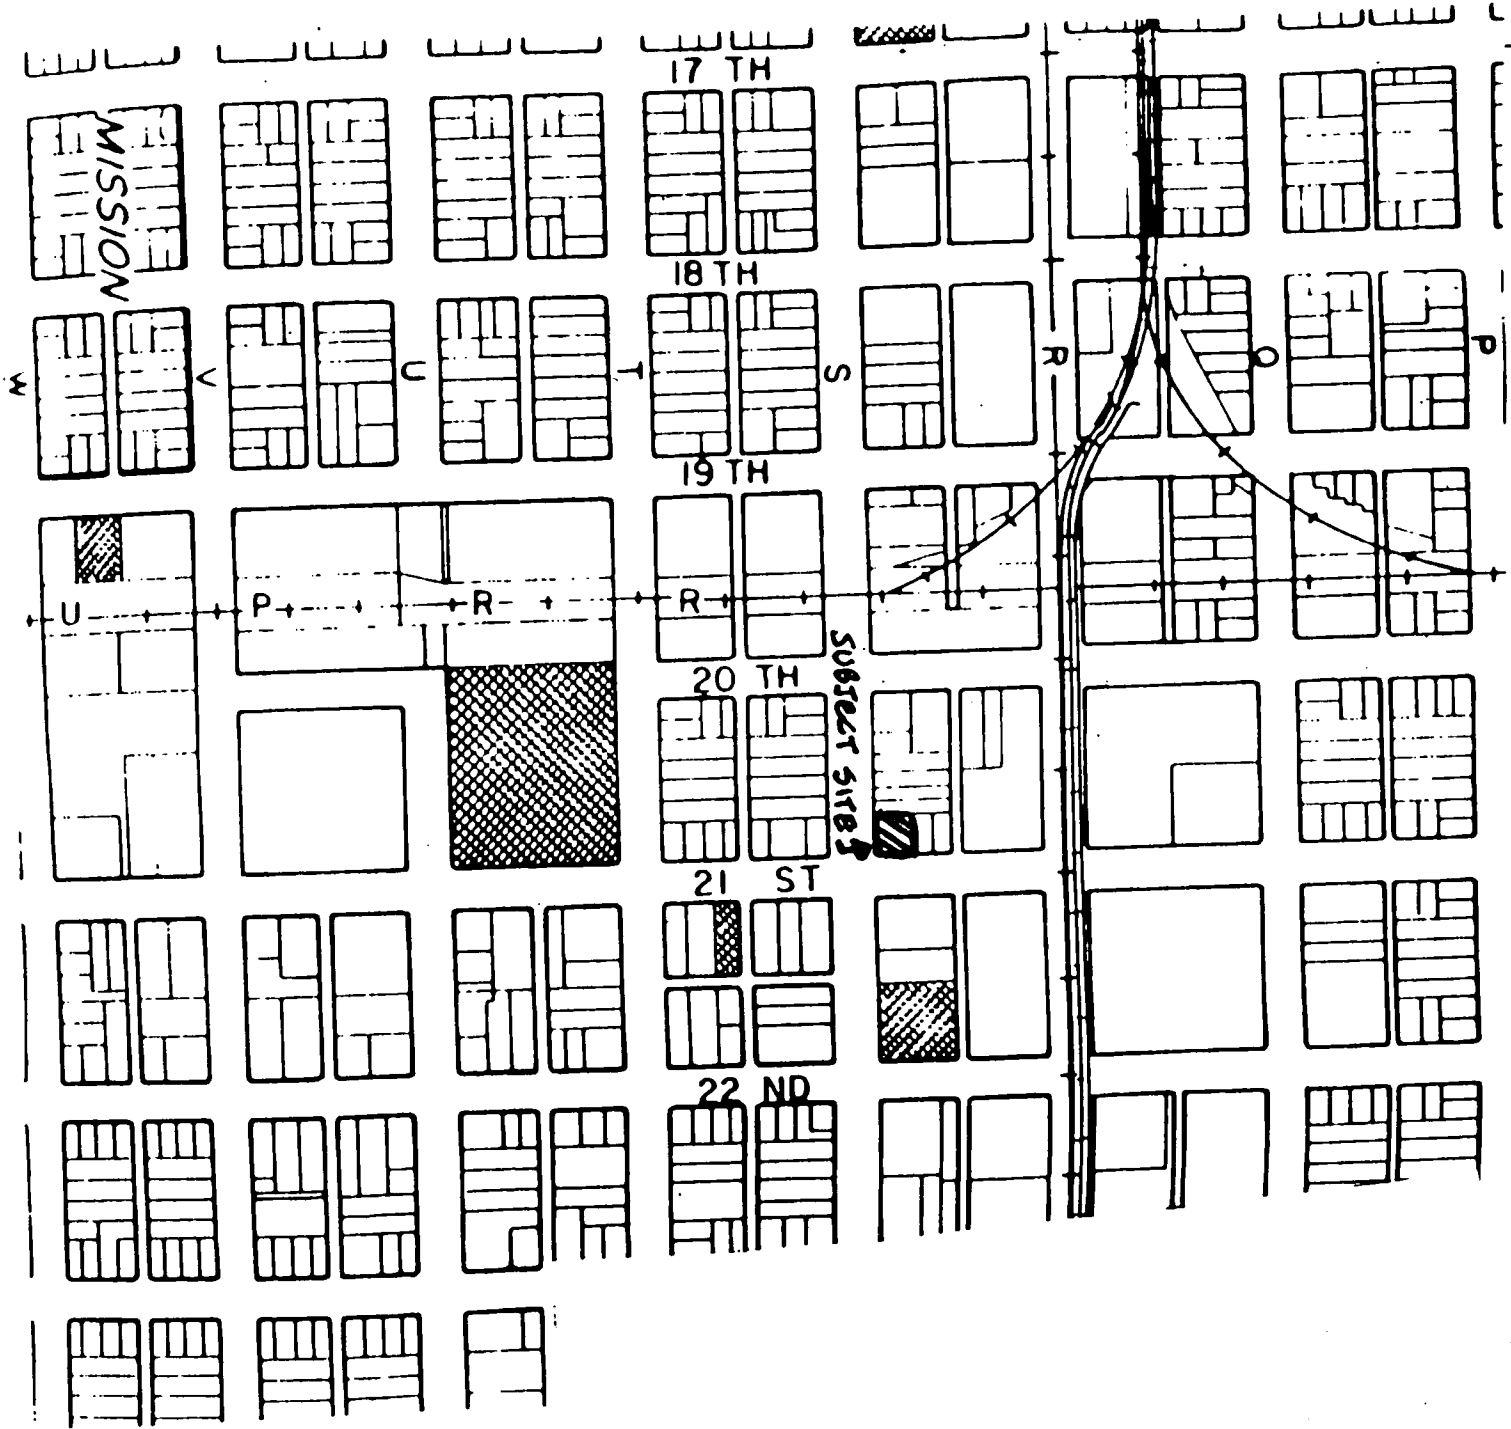 17 TH
MISSION
18 TH
W
V
U
T
S
R
Q
P
19 TH
U P R R
20 TH
SUBJECT SITE
21 ST
22 ND